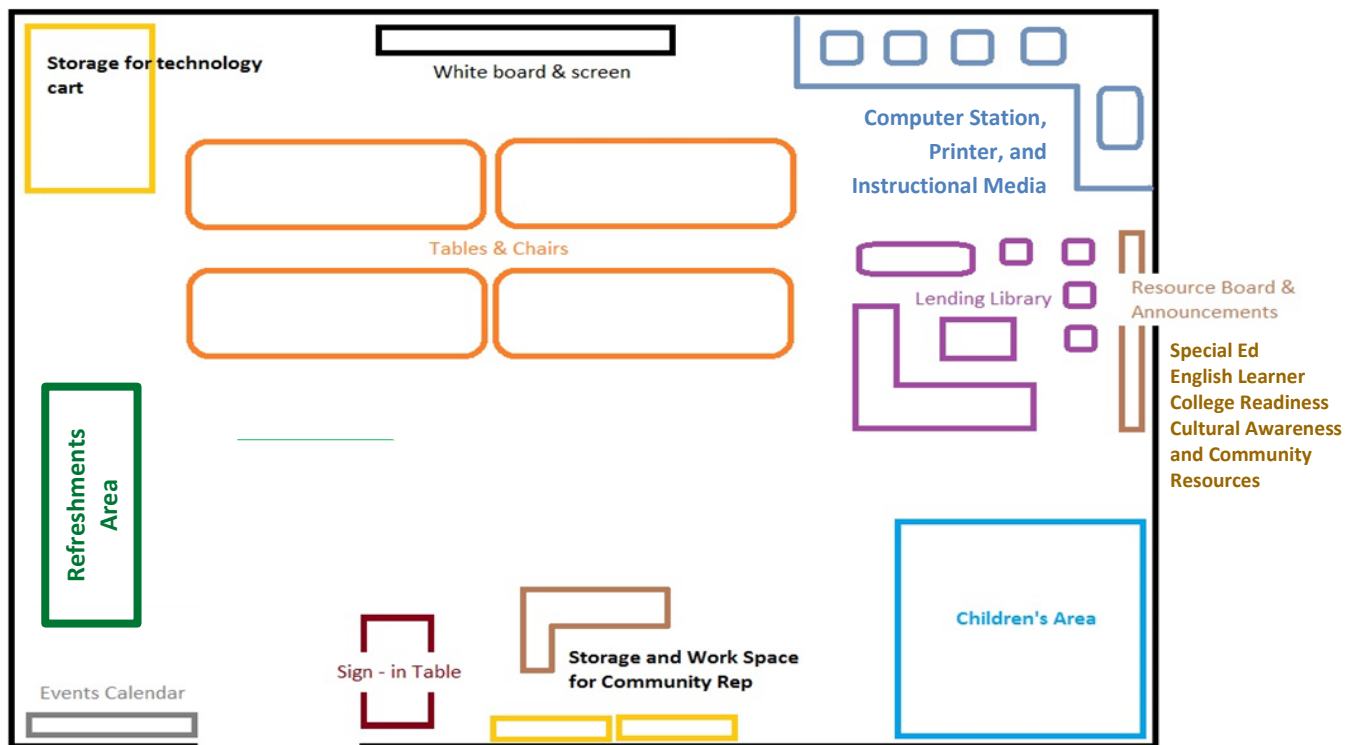 Storage for technology
cart
White board & screen
Computer Station,
Printer, and
Instructional Media
Tables & Chairs
Lending Library
Resource Board &
Announcements
Special Ed
English Learner
College Readiness
Cultural Awareness
and Community
Resources
Refreshments
Area
Children's Area
Sign - in Table
Storage and Work Space
for Community Rep
Events Calendar